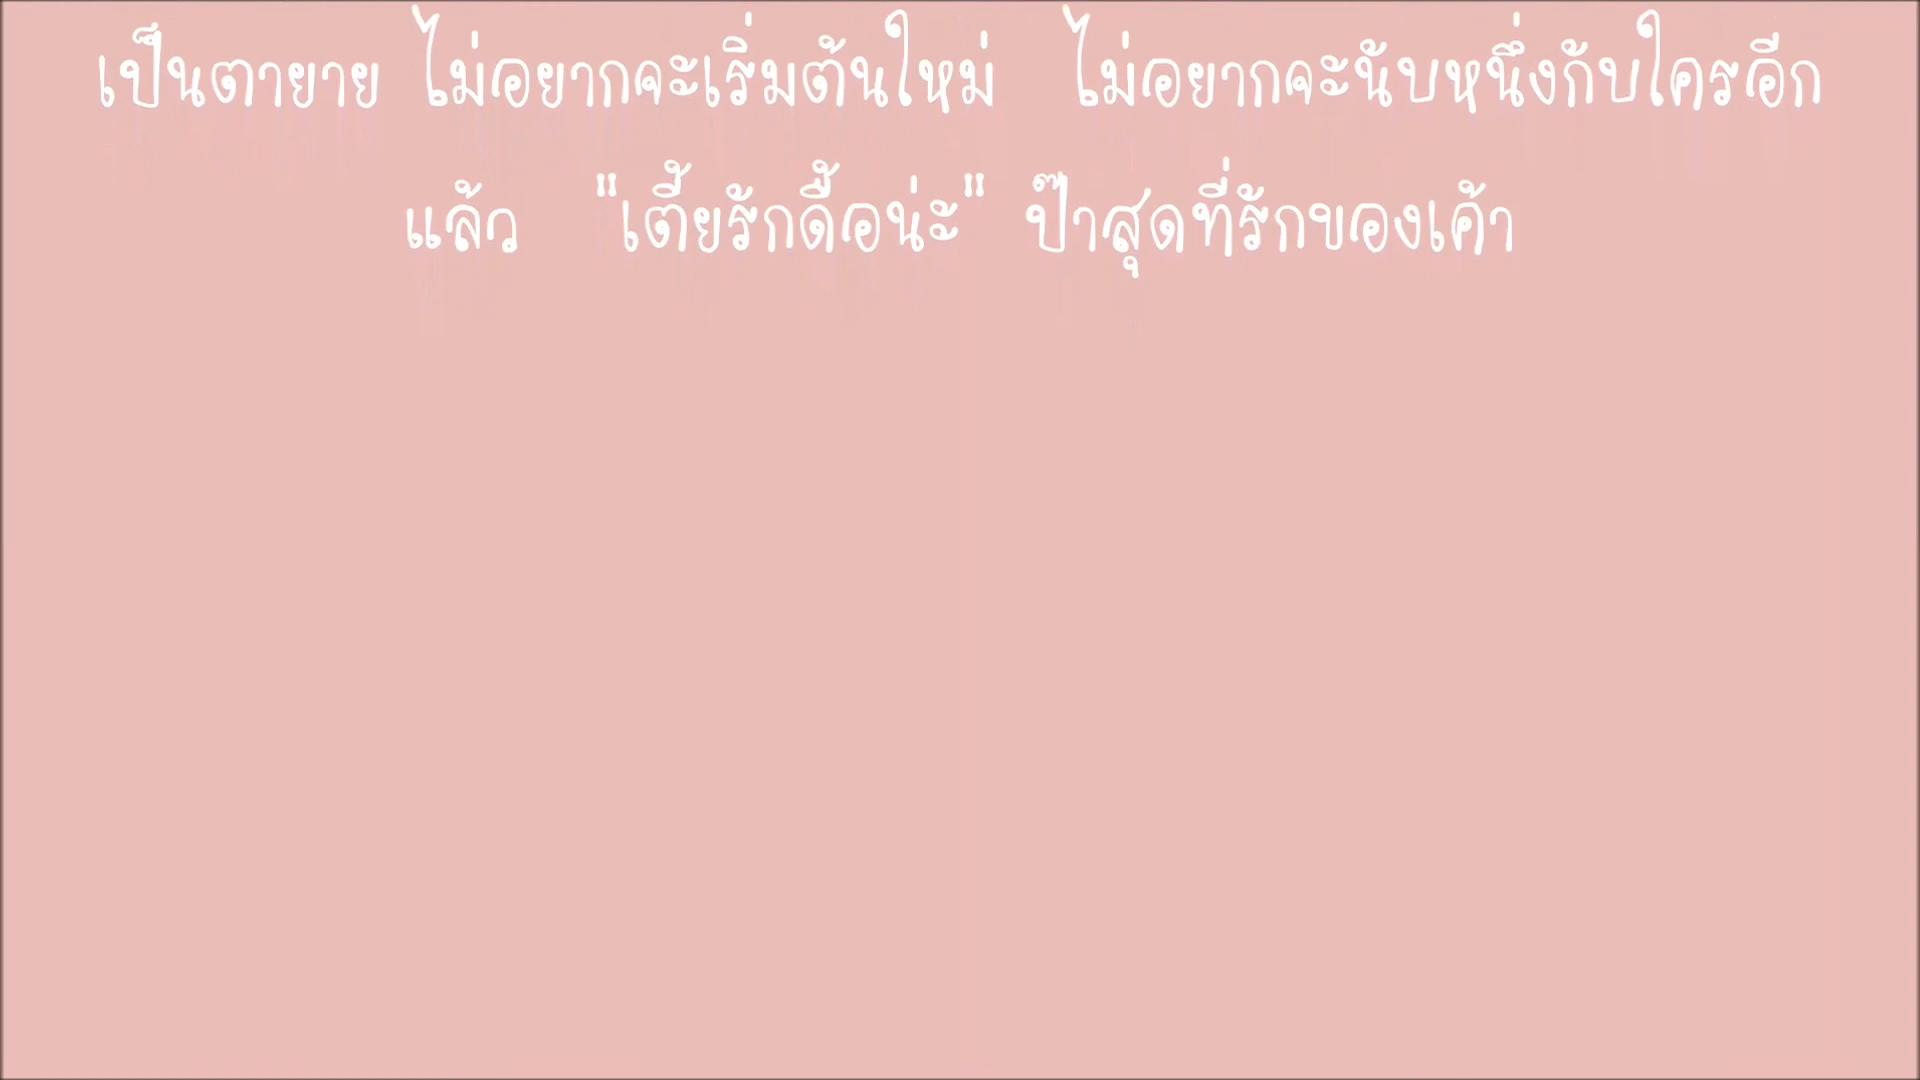 เป็นตายาย ไม่อยากจะเริ่มต้นใหม่ ไม่อยากจะนับหนึ่งกับใครอีก
แล้ว "เตี้ยรักดื้อน่ะ" ป๊าสุดที่รักของเค้า